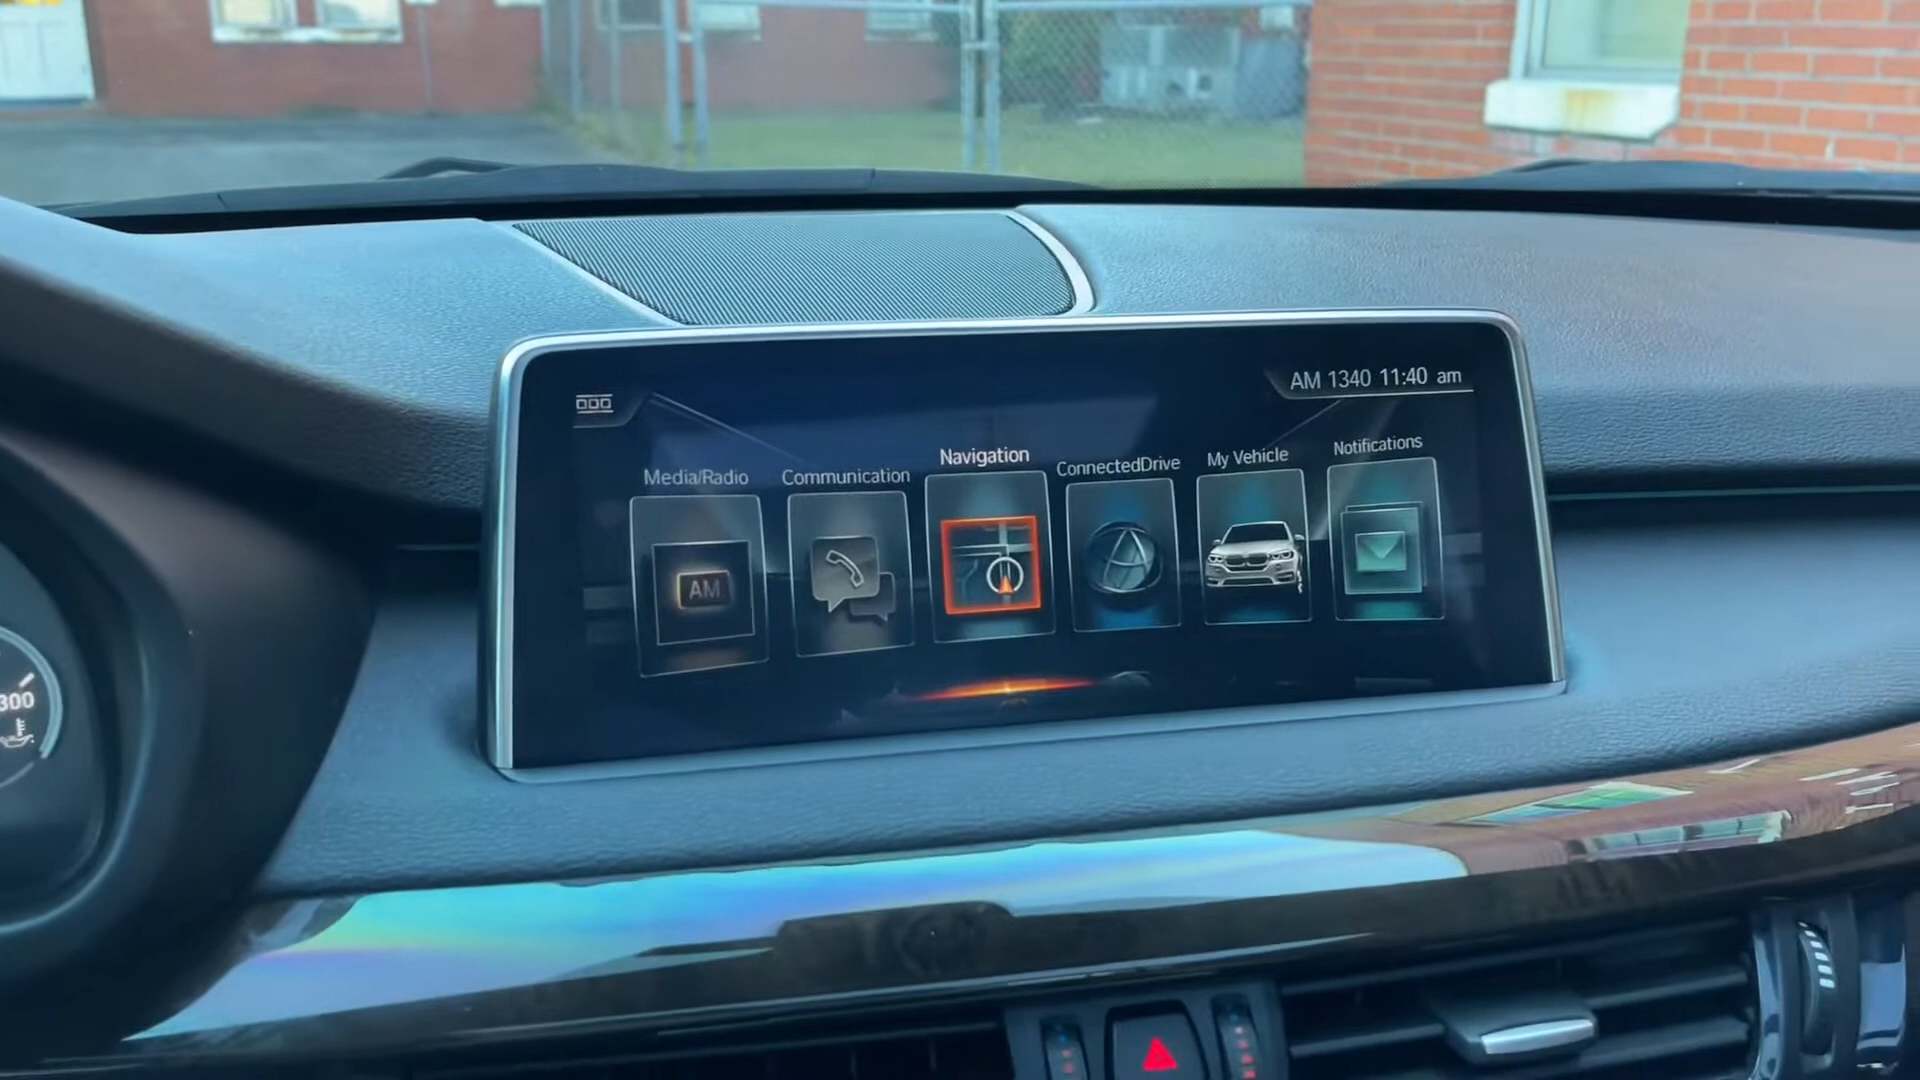 AM 1340 11:40 am
Media/Radio
Communication
Navigation
ConnectedDrive
My Vehicle
Notifications
AM
300